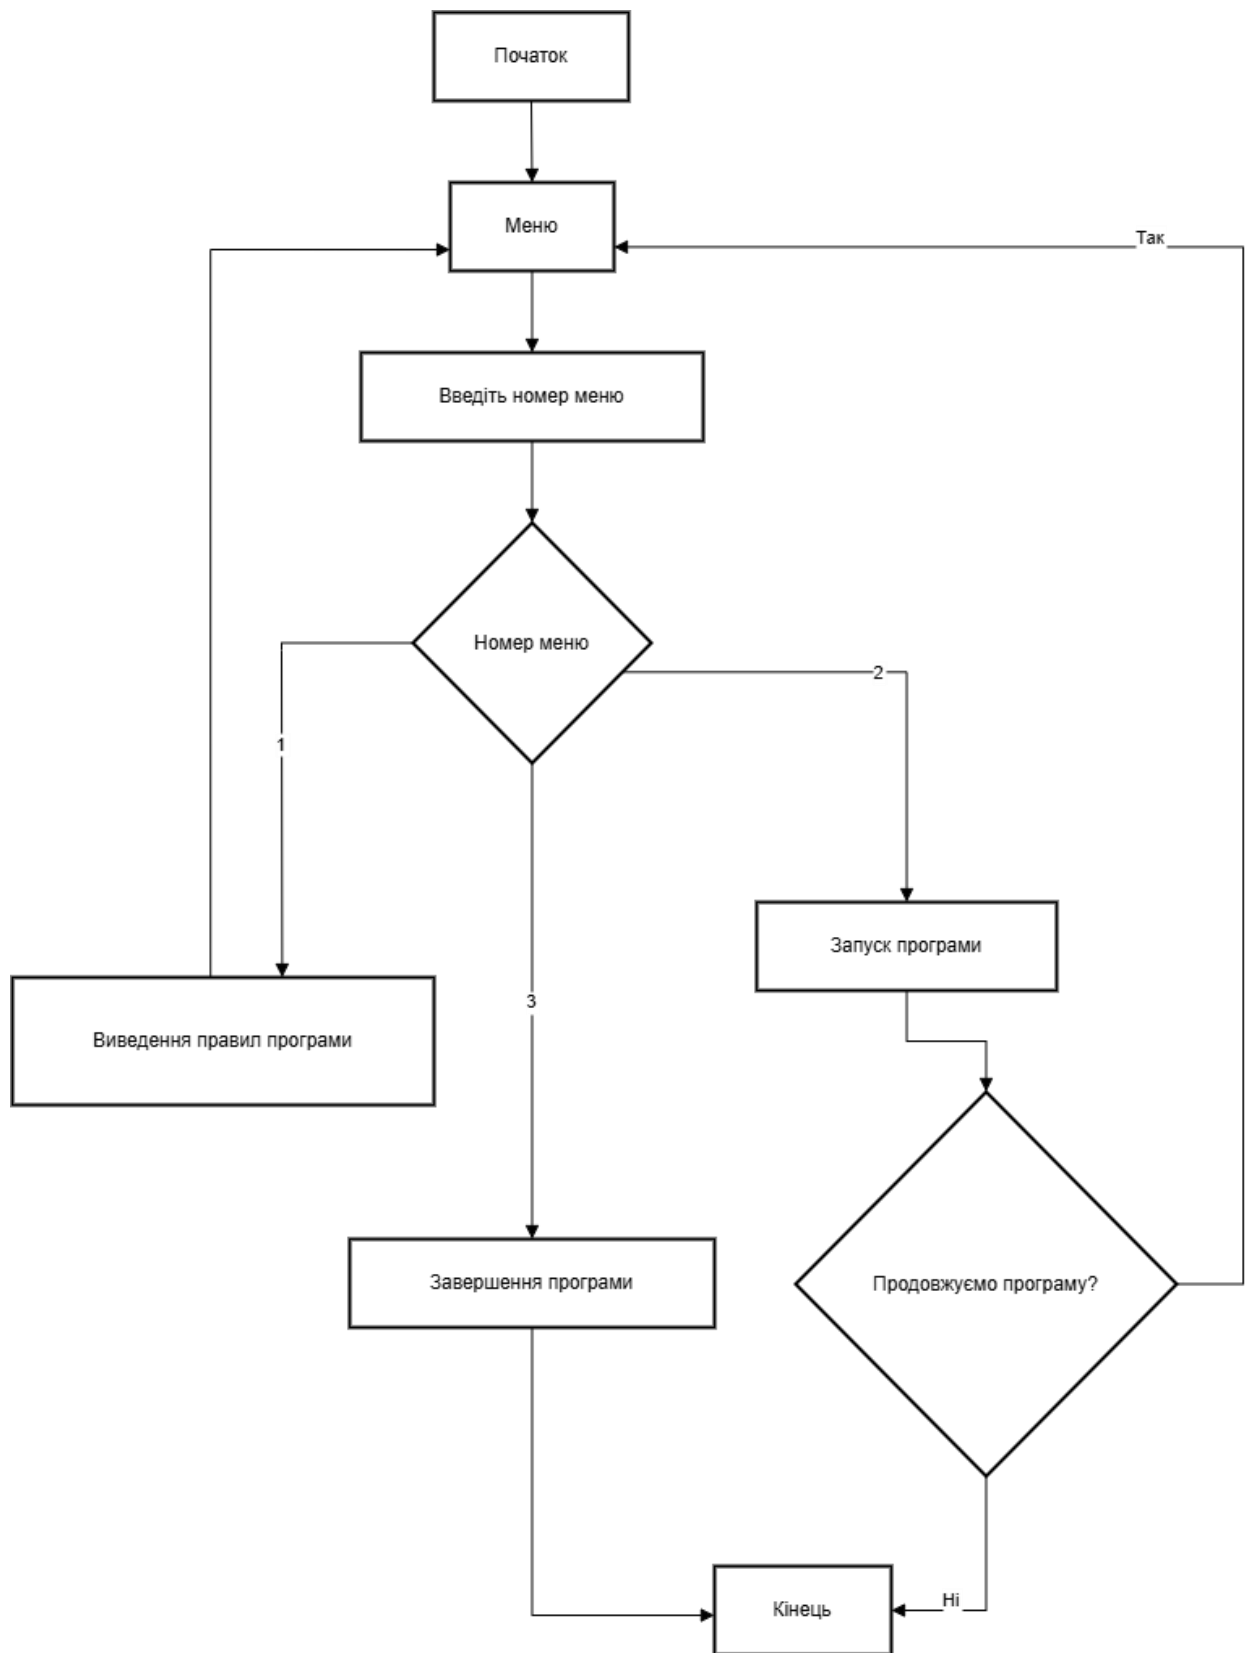 Початок
Меню
Так
Введіть номер меню
Номер меню
2
1
Запуск програми
3
Виведення правил програми
Завершення програми
Продовжуємо програму?
Ні
Кінець